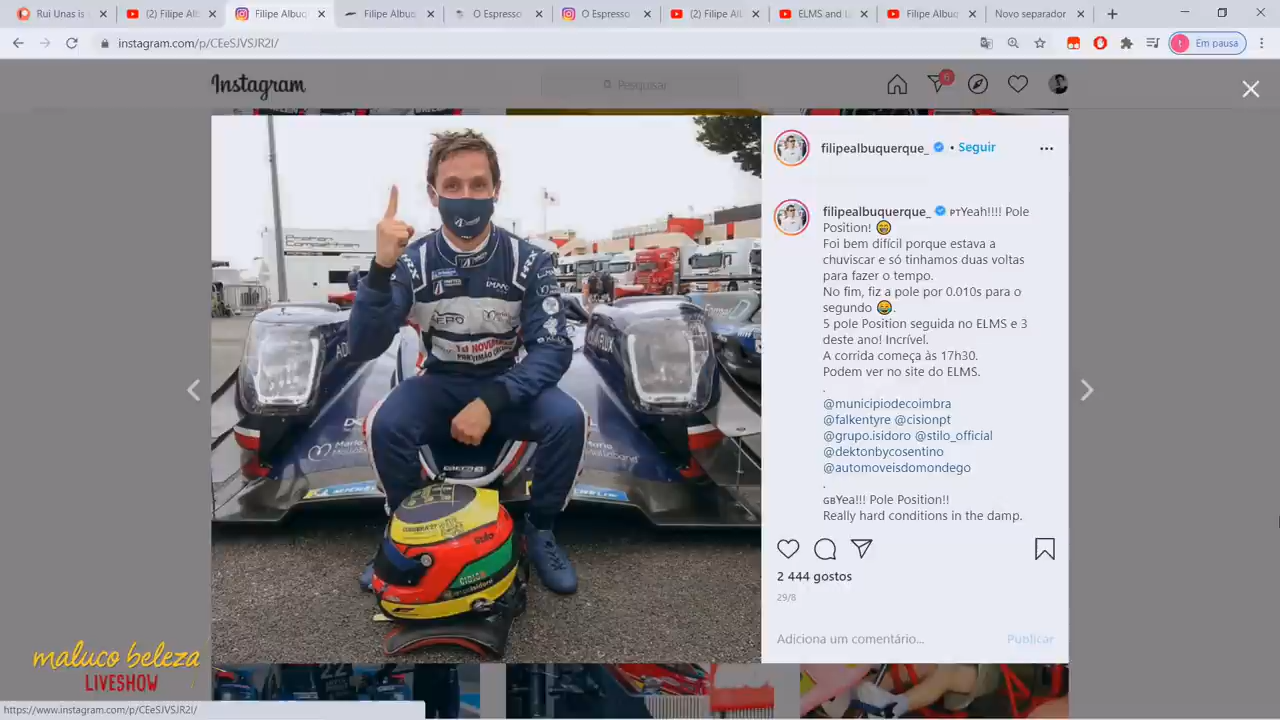 Rui Unas is
(2) Filipe Alb
Filipe Albuq
Filipe Albuq
O Espresso
O Espresso
(2) Filipe Al
ELMS and L
Filipe Albuq
Novo separador
instagram.com/p/CEeSJVSJR2I/
t
Em pausa
Instagram
Pesquisar
6
filipealbuquerque_ • Seguir
filipealbuquerque_ PTYeah!!!! Pole
Position! 😁
Foi bem difícil porque estava a
chuviscar e só tinhamos duas voltas
para fazer o tempo.
No fim, fiz a pole por 0.010s para o
segundo 😅.
5 pole Position seguida no ELMS e 3
deste ano! Incrível.
A corrida começa às 17h30.
Podem ver no site do ELMS.
.
@municipiodecoimbra
@falkentyre @cisionpt
@grupo.isidoro @stilo_official
@dektonbycosentino
@automoveisdomondego
.
GBYea!!! Pole Position!!
Really hard conditions in the damp.
2 444 gostos
29/8
Adiciona um comentário...
Publicar
maluco beleza
LIVESHOW
https://www.instagram.com/p/CEeSJVSJR2I/